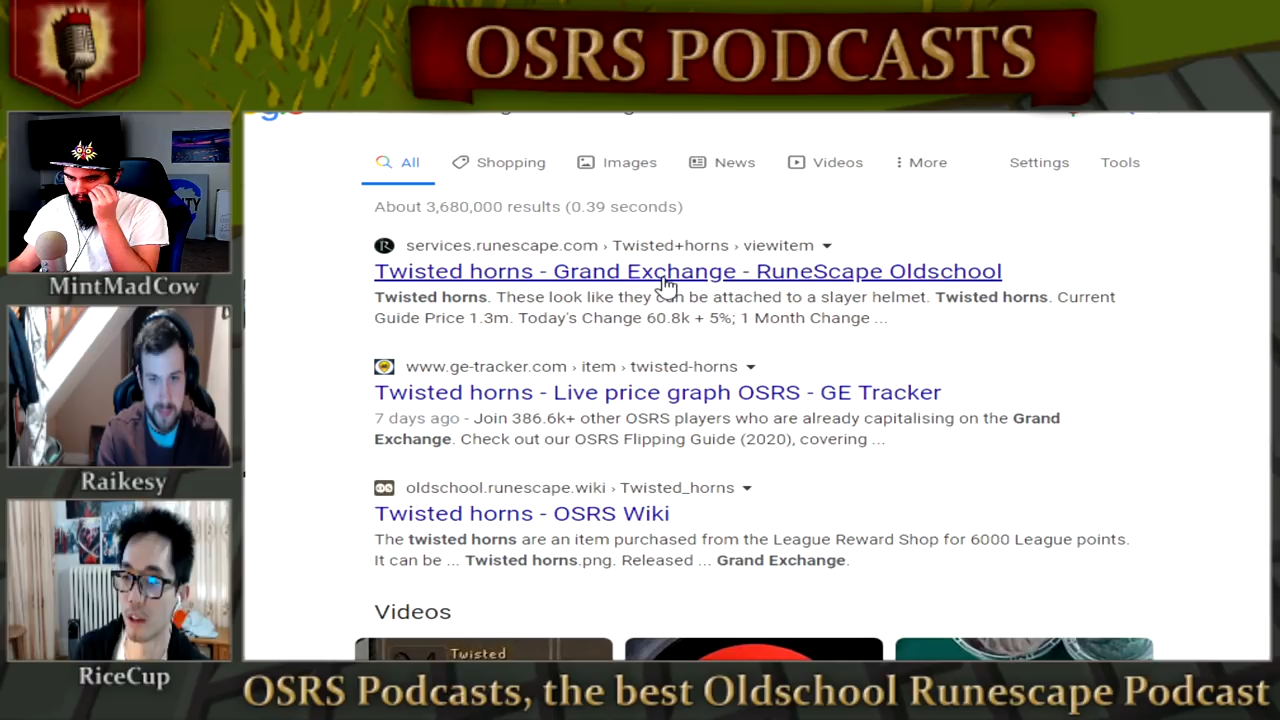 OSRS PODCASTS
All
Shopping
Images
News
Videos
More
Settings
Tools
About 3,680,000 results (0.39 seconds)
services.runescape.com › Twisted+horns › viewitem
Twisted horns - Grand Exchange - RuneScape Oldschool
Twisted horns. These look like they can be attached to a slayer helmet. Twisted horns. Current
Guide Price 1.3m. Today's Change 60.8k + 5%; 1 Month Change ...
www.ge-tracker.com › item › twisted-horns
Twisted horns - Live price graph OSRS - GE Tracker
7 days ago - Join 386.6k+ other OSRS players who are already capitalising on the Grand
Exchange. Check out our OSRS Flipping Guide (2020), covering ...
oldschool.runescape.wiki › Twisted_horns
Twisted horns - OSRS Wiki
The twisted horns are an item purchased from the League Reward Shop for 6000 League points.
It can be ... Twisted horns.png. Released ... Grand Exchange.
Videos
Twisted
MintMadCow
Raikesy
RiceCup
OSRS Podcasts, the best Oldschool Runescape Podcast